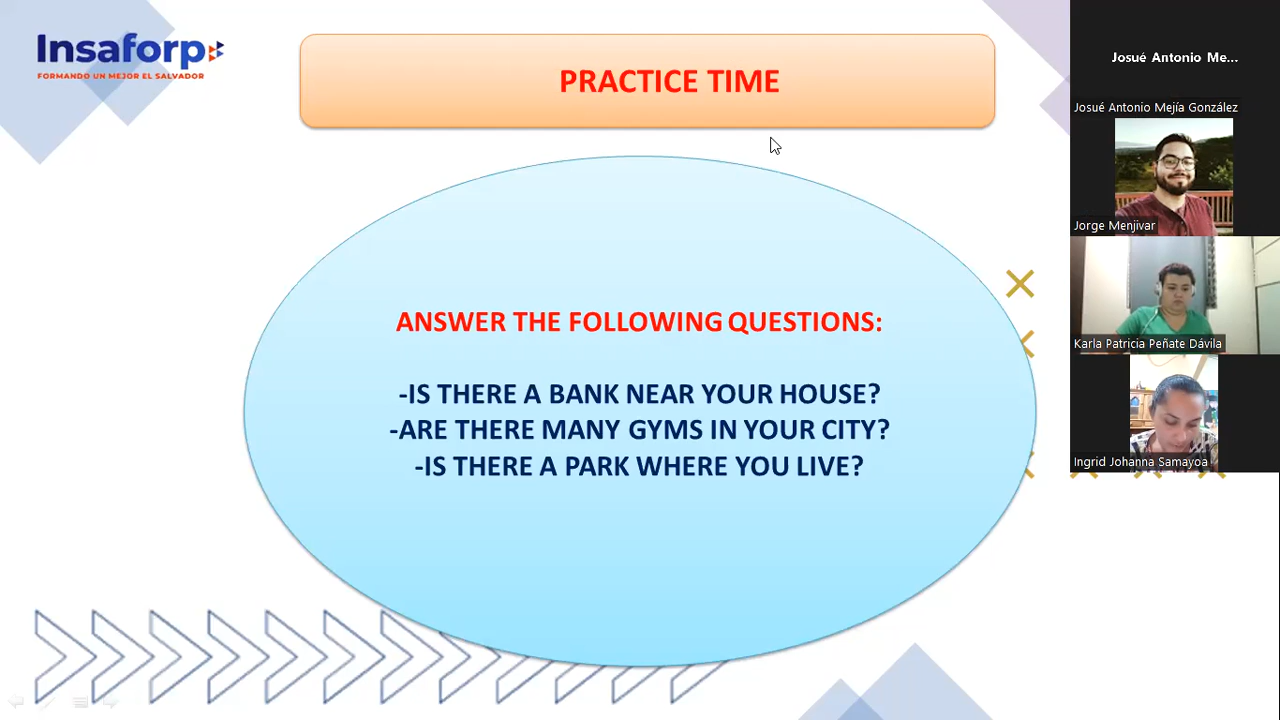 Insaforp
FORMANDO UN MEJOR EL SALVADOR
PRACTICE TIME
ANSWER THE FOLLOWING QUESTIONS:
-IS THERE A BANK NEAR YOUR HOUSE?
-ARE THERE MANY GYMS IN YOUR CITY?
-IS THERE A PARK WHERE YOU LIVE?
Josué Antonio Me...
Josué Antonio Mejía González
Jorge Menjivar
Karla Patricia Peñate Dávila
Ingrid Johanna Samayoa